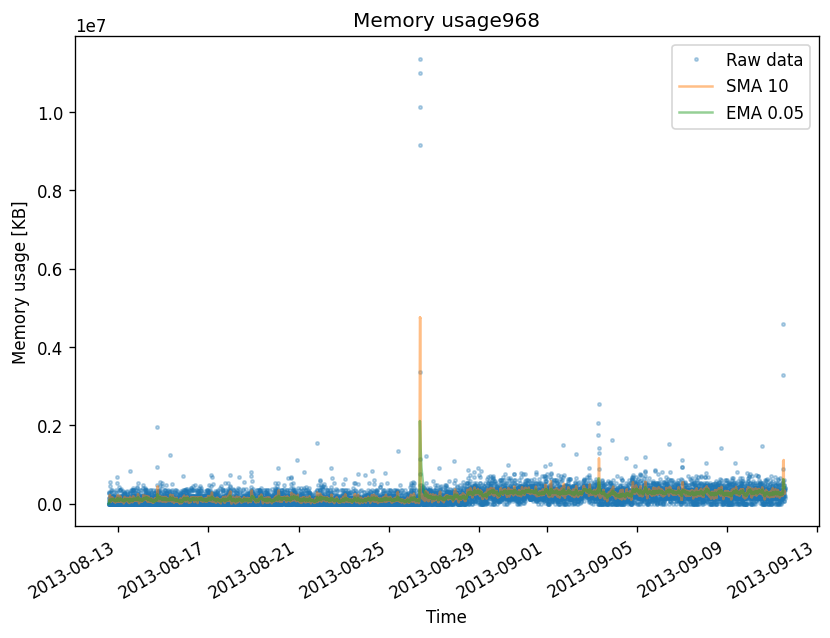 Memory usage968
1e7
Raw data
SMA 10
EMA 0.05
1.0
0.8
0.6
0.4
0.2
0.0
Memory usage [KB]
2013-08-13
2013-08-17
2013-08-21
2013-08-25
2013-08-29
2013-09-01
2013-09-05
2013-09-09
2013-09-13
Time